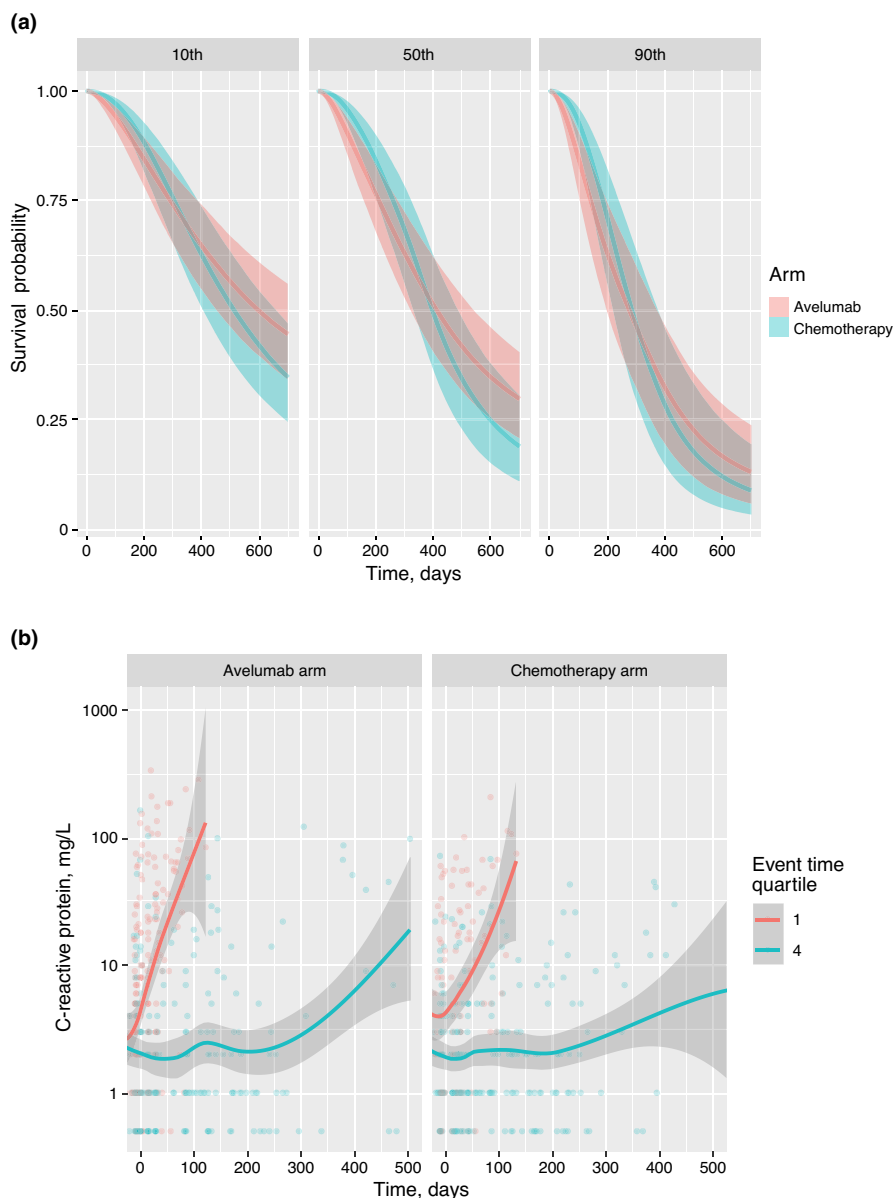 (a)
10th 50th 90th
1.00
0.75
0.50
0.25
0
Survival probability
0 200 400 600 0 200 400 600 0 200 400 600
Time, days
Arm
Avelumab
Chemotherapy
(b)
Avelumab arm Chemotherapy arm
1000
100
10
1
C-reactive protein, mg/L
0 100 200 300 400 500 0 100 200 300 400 500
Time, days
Event time
quartile
1
4